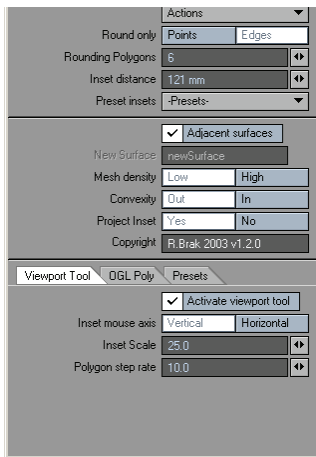 Actions
Round only Points Edges
Rounding Polygons 6
Inset distance 121 mm
Preset insets -Presets-
Adjacent surfaces
New Surface newSurface
Mesh density Low High
Convexity Out In
Project Inset Yes No
Copyright R.Brak 2003 v1.2.0
Viewport Tool OGL Poly Presets
Activate viewport tool
Inset mouse axis Vertical Horizontal
Inset Scale 25.0
Polygon step rate 10.0